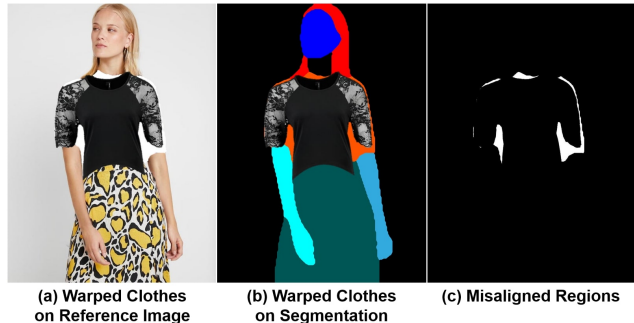 (a) Warped Clothes
on Reference Image
(b) Warped Clothes
on Segmentation
(c) Misaligned Regions